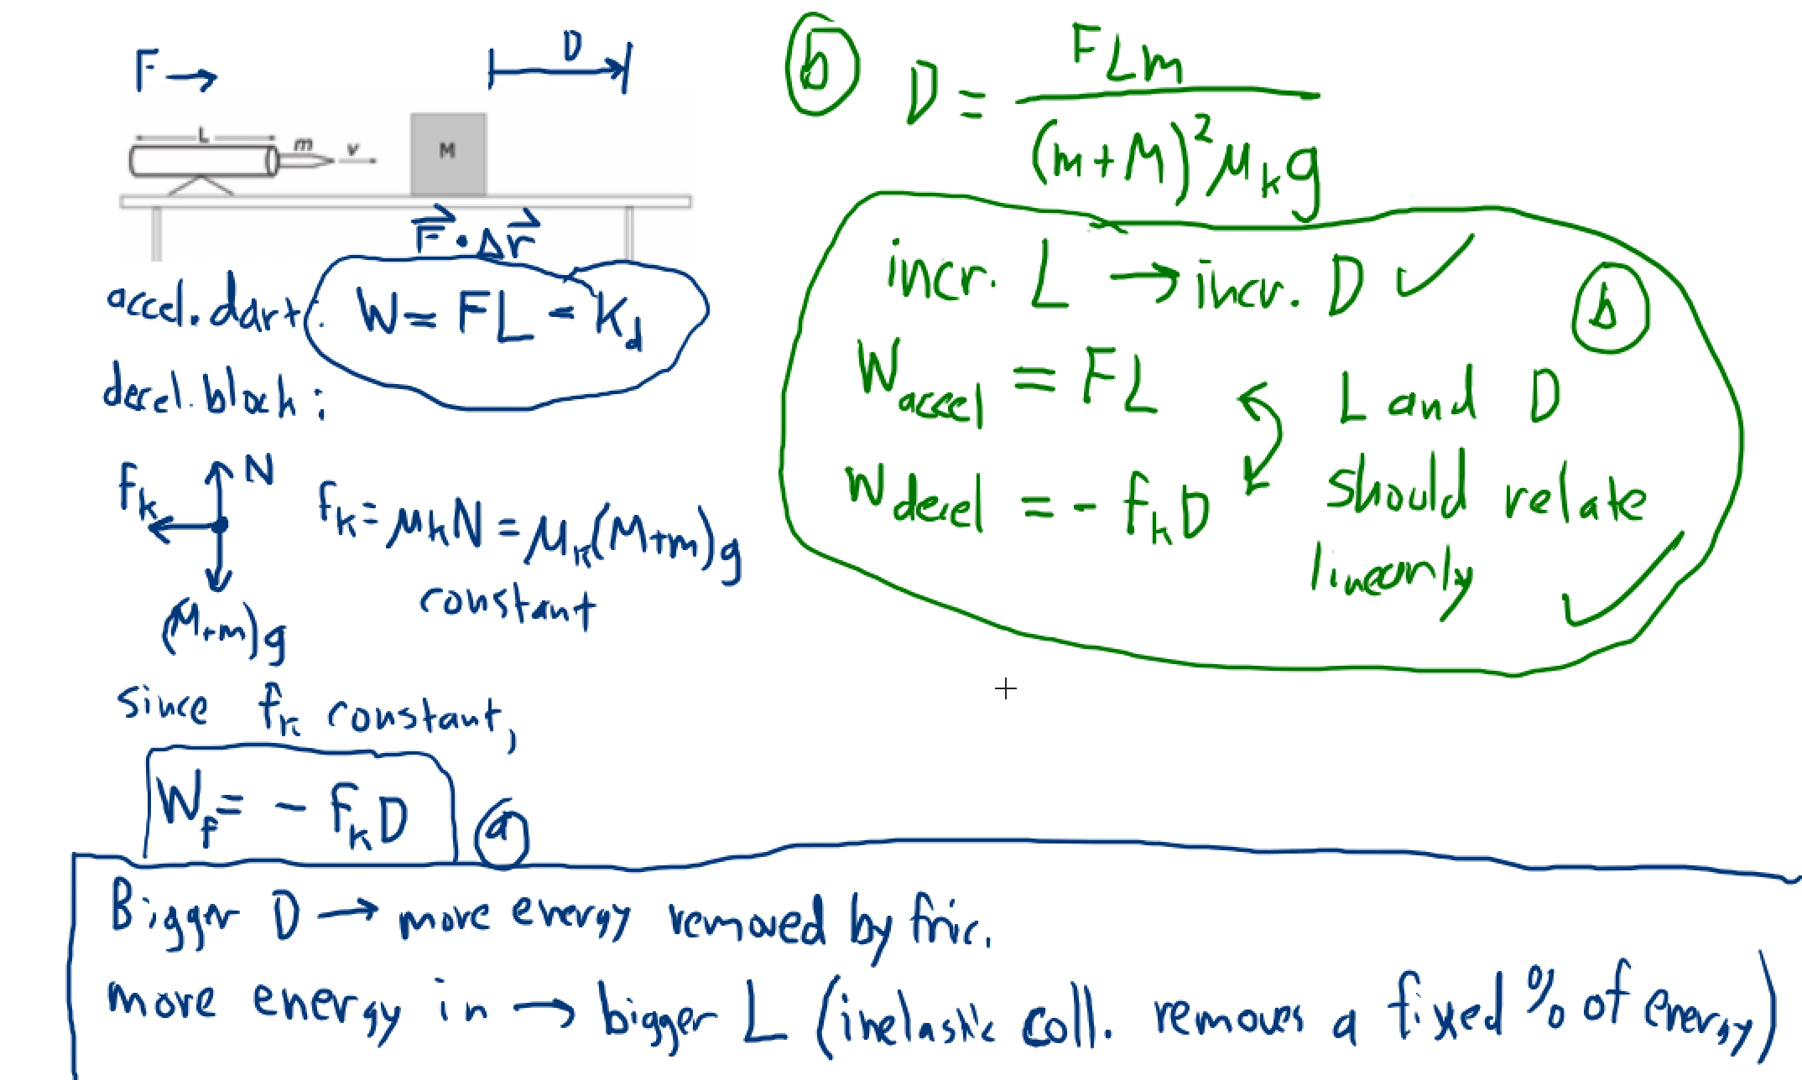 F→
D
L
m
v
M
F⃗ · Δr⃗
accel. dart: W = FL = K_d
decel. block:
f_k
N
(M+m)g
f_k = μ_k N = μ_k (M+m)g
constant
since f_k constant,
W_f = - f_k D
ⓐ
Bigger D → more energy removed by fric.
more energy in → bigger L (inelastic coll. removes a fixed % of energy)
ⓑ D = FLm / (m+M)² μ_k g
incr. L → incr. D ✓
ⓑ
W_accel = FL
W_decel = - f_k D
L and D
should relate
linearly ✓